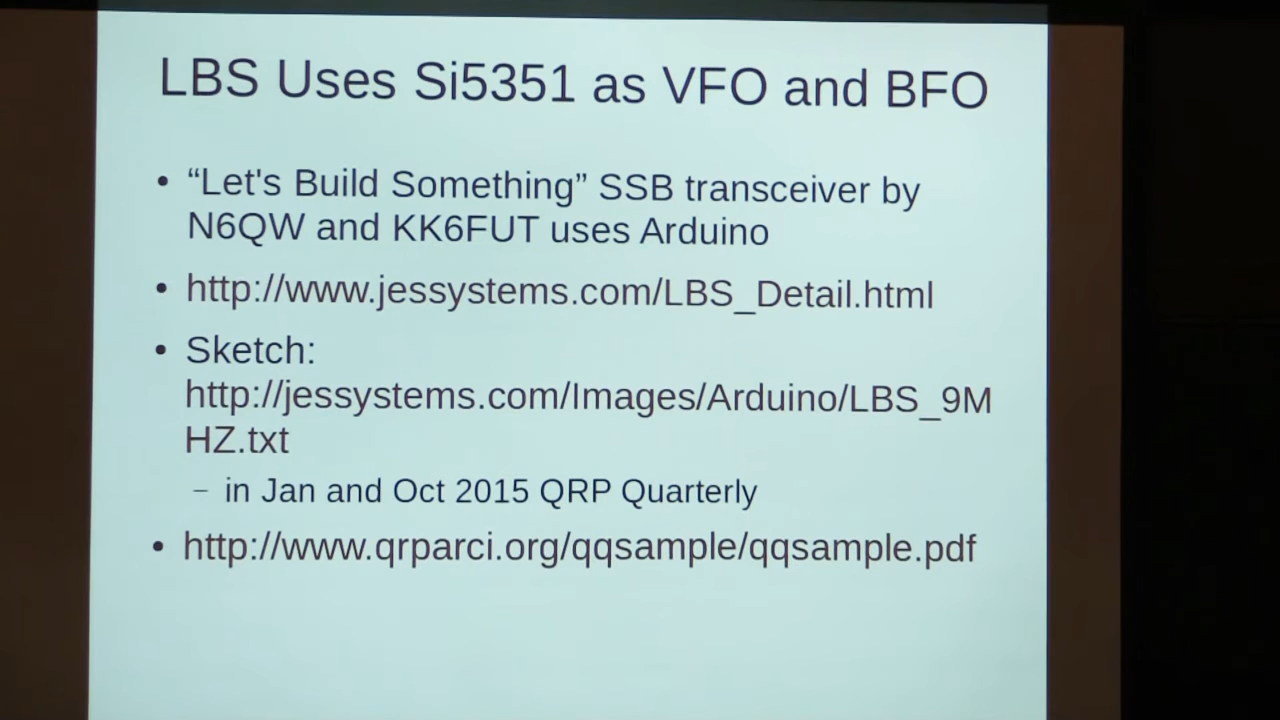 LBS Uses Si5351 as VFO and BFO
• “Let's Build Something” SSB transceiver by
N6QW and KK6FUT uses Arduino
• http://www.jessystems.com/LBS_Detail.html
• Sketch:
http://jessystems.com/Images/Arduino/LBS_9M
HZ.txt
– in Jan and Oct 2015 QRP Quarterly
• http://www.qrparci.org/qqsample/qqsample.pdf